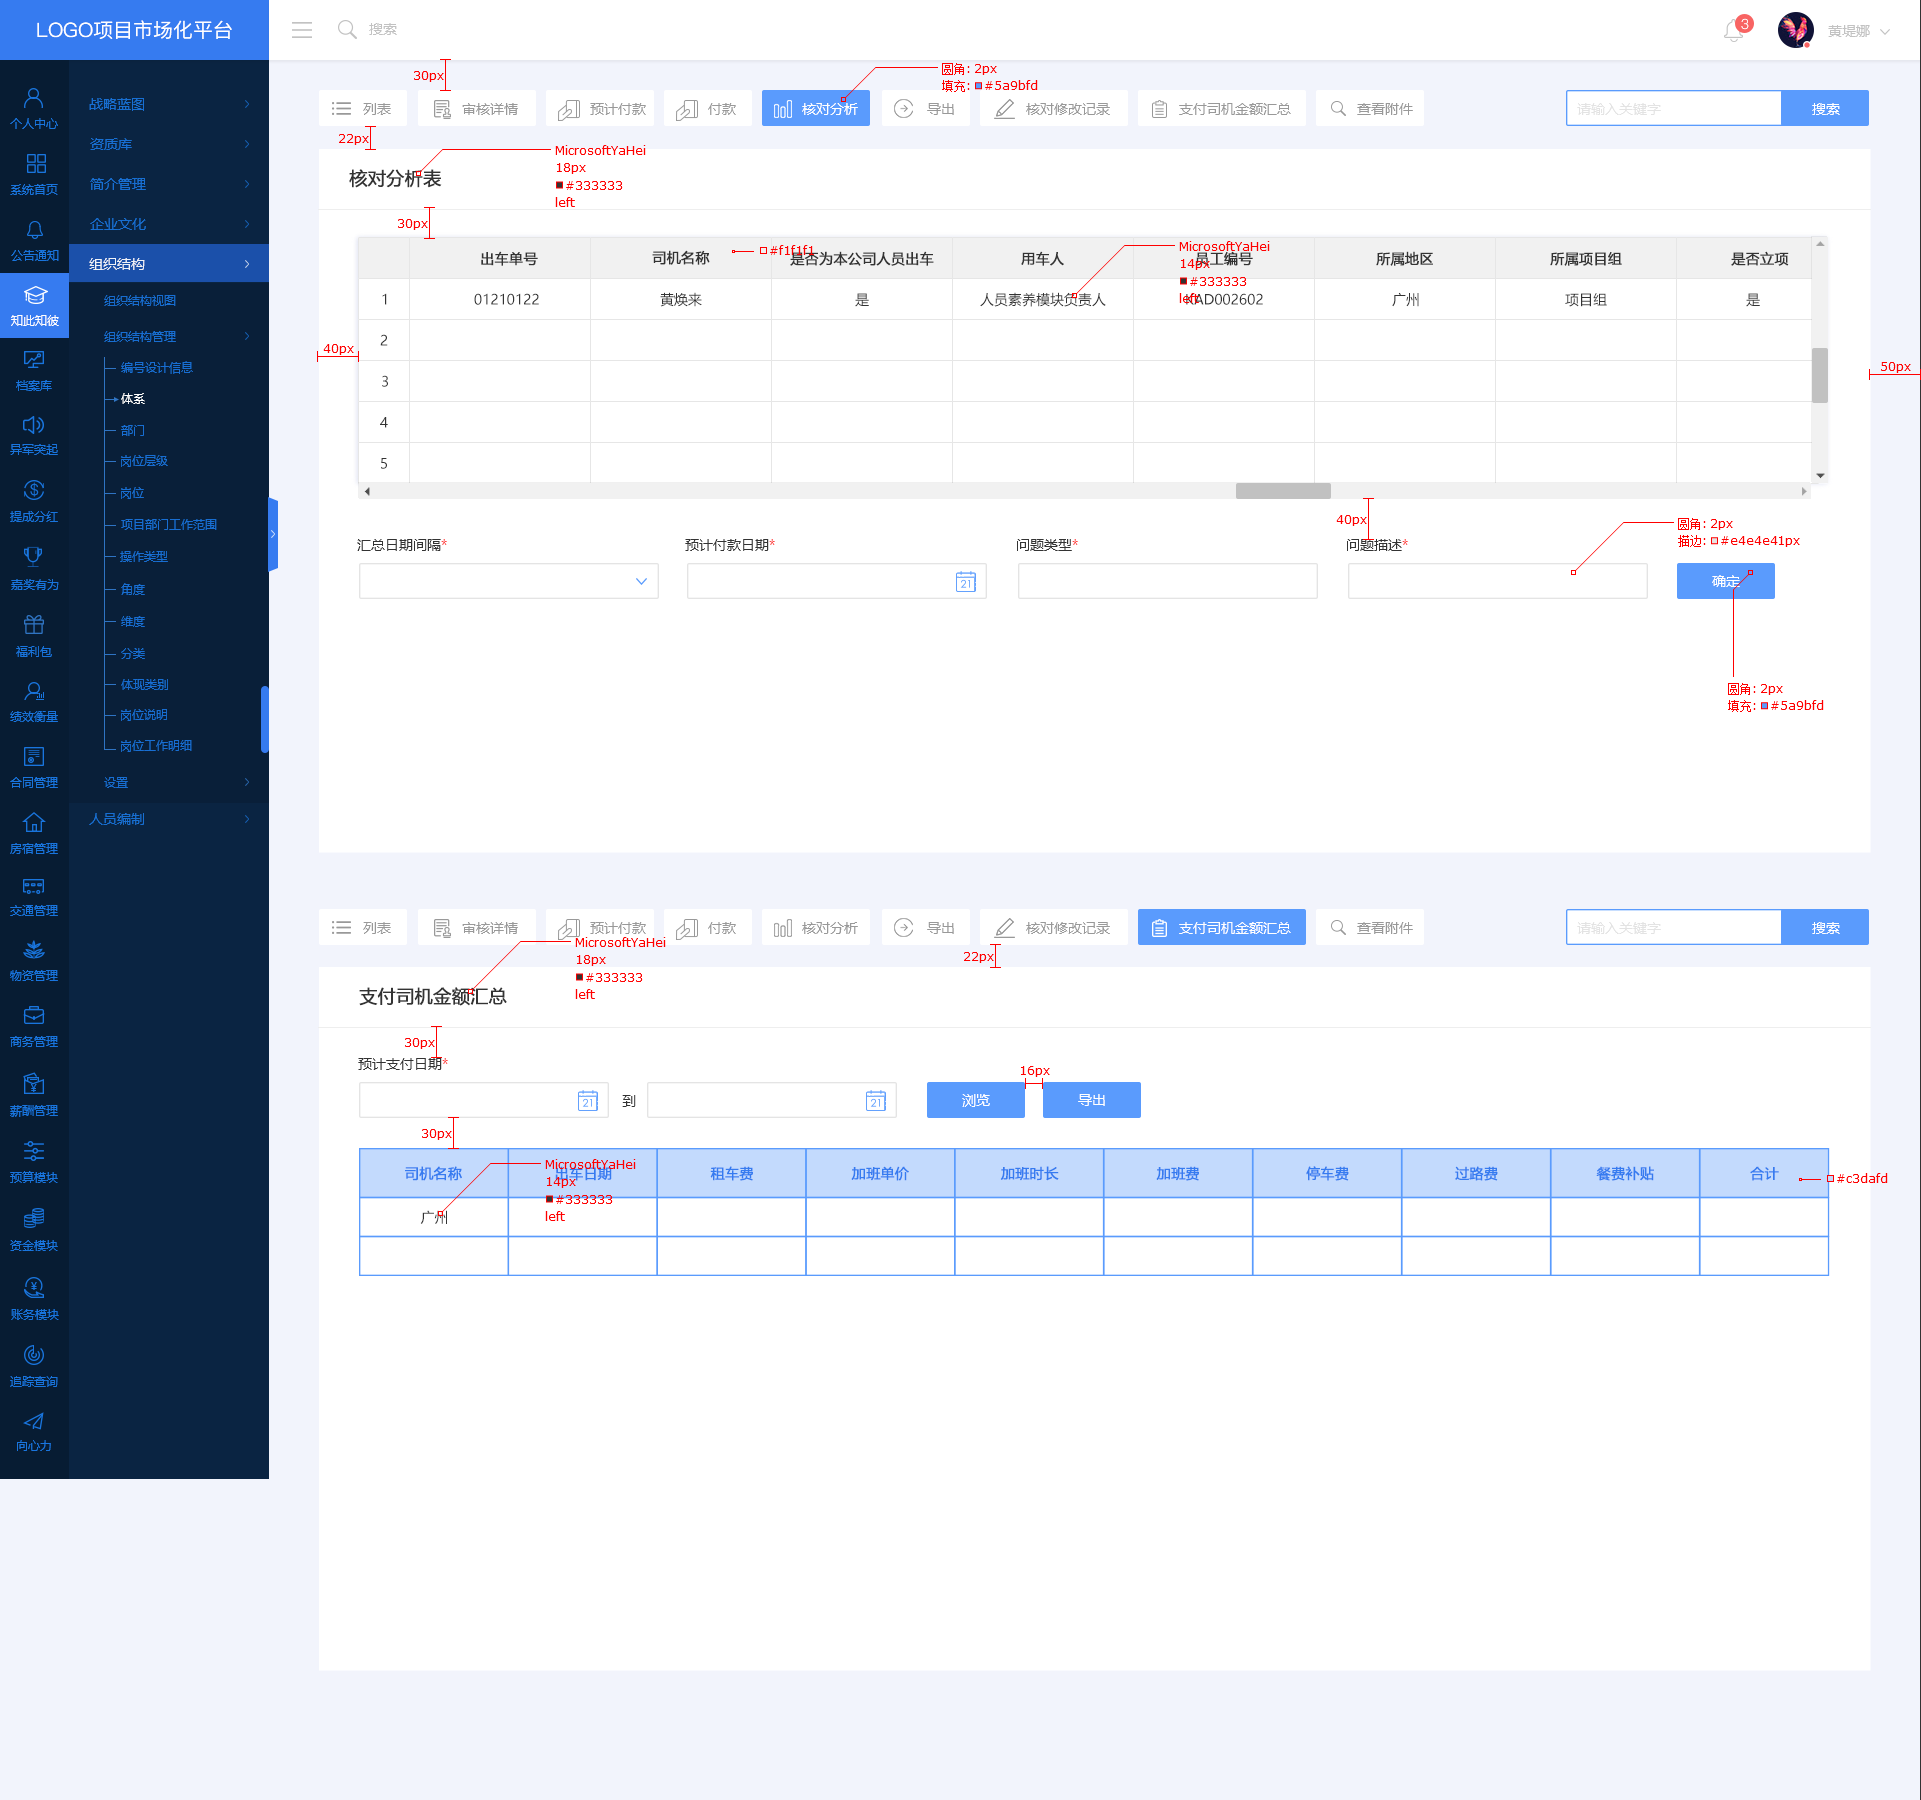 LOGO项目市场化平台
搜索
3
黄堤娜
个人中心
系统首页
公告通知
知此知彼
档案库
异军突起
提成分红
嘉奖有为
福利包
绩效衡量
合同管理
房宿管理
交通管理
物资管理
商务管理
薪酬管理
预算模块
资金模块
账务模块
追踪查询
向心力
战略蓝图
资质库
简介管理
企业文化
组织结构
组织结构视图
组织结构管理
编号设计信息
体系
部门
岗位层级
岗位
项目部门工作范围
操作类型
角度
维度
分类
体现类别
岗位说明
岗位工作明细
设置
人员编制
30px
圆角: 2px
填充: #5a9bfd
列表
审核详情
预计付款
付款
核对分析
导出
核对修改记录
支付司机金额汇总
查看附件
请输入关键字
搜索
22px
MicrosoftYaHei
18px
#333333
left
核对分析表
30px
#f1f1f1
MicrosoftYaHei
14px
#333333
left
出车单号 司机名称 是否为本公司人员出车 用车人 员工编号 所属地区 所属项目组 是否立项
1 01210122 黄焕来 是 人员素养模块负责人 KAD002602 广州 项目组 是
2
3
4
5
40px
50px
40px
圆角: 2px
描边: #e4e4e41px
汇总日期间隔*
预计付款日期*
问题类型*
问题描述*
21
确定
圆角: 2px
填充: #5a9bfd
列表
审核详情
预计付款
付款
核对分析
导出
核对修改记录
支付司机金额汇总
查看附件
请输入关键字
搜索
MicrosoftYaHei
18px
#333333
left
22px
支付司机金额汇总
30px
预计支付日期*
21
到
21
16px
浏览
导出
30px
MicrosoftYaHei
14px
#333333
left
司机名称 出车日期 租车费 加班单价 加班时长 加班费 停车费 过路费 餐费补贴 合计
#c3dafd
广州